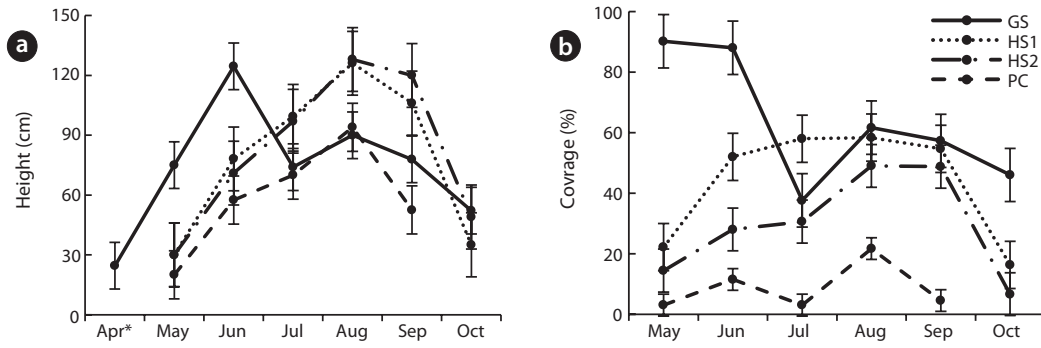 a
Height (cm)
150
120
90
60
30
0
Apr* May Jun Jul Aug Sep Oct
b
Covrage (%)
100
80
60
40
20
0
May Jun Jul Aug Sep Oct
GS
HS1
HS2
PC